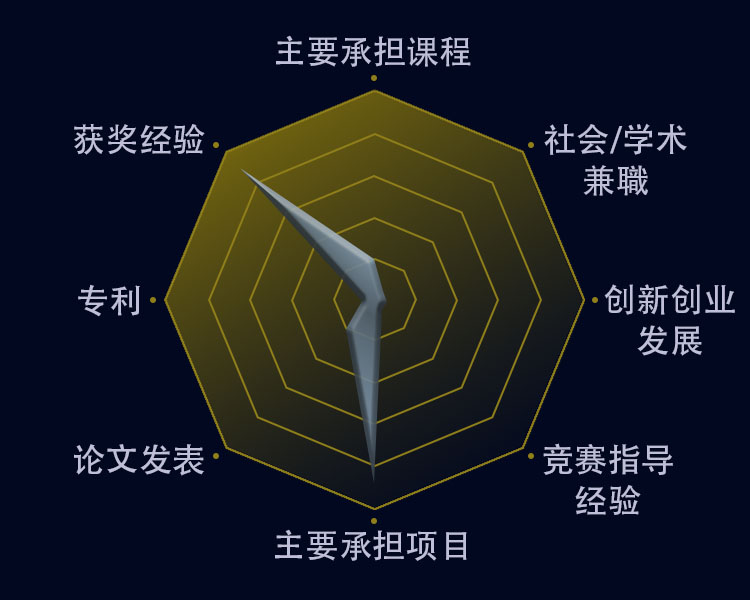 主要承担课程
获奖经验
社会/学术
兼職
专利
创新创业
发展
论文发表
竞赛指导
经验
主要承担项目